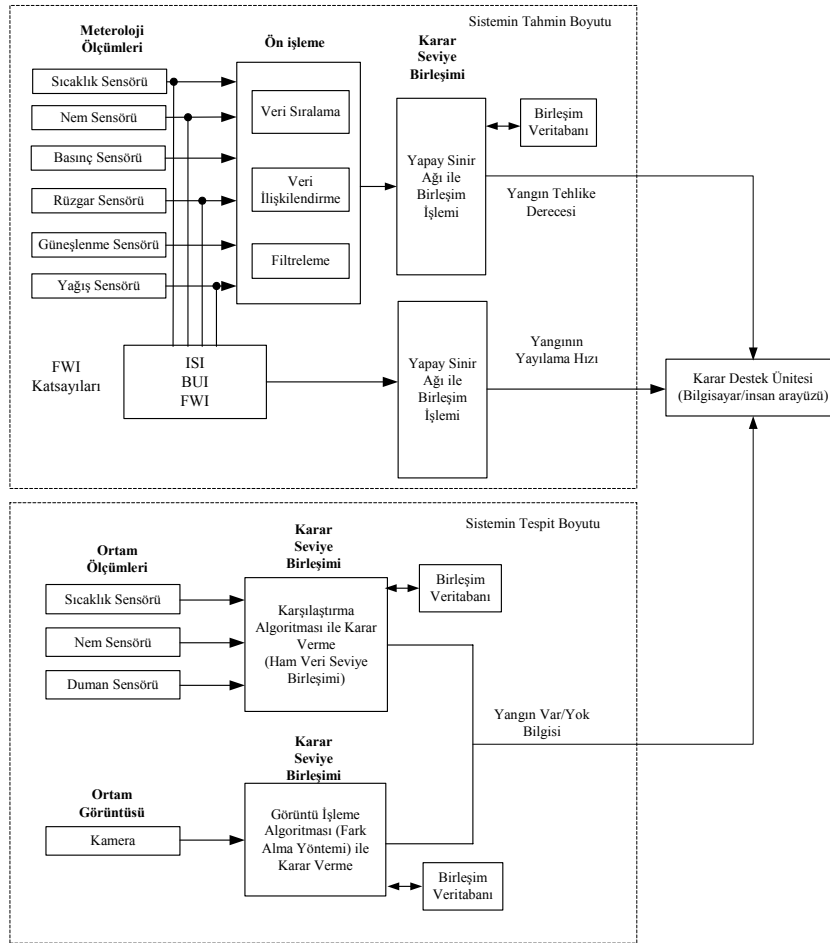 Sistemin Tahmin Boyutu
Meteroloji
Ölçümleri
Sıcaklık Sensörü
Nem Sensörü
Basınç Sensörü
Rüzgar Sensörü
Güneşlenme Sensörü
Yağış Sensörü
Ön işleme
Veri Sıralama
Veri
İlişkilendirme
Filtreleme
Karar
Seviye
Birleşimi
Yapay Sinir
Ağı ile
Birleşim
İşlemi
Birleşim
Veritabanı
Yangın Tehlike
Derecesi
FWI
Katsayıları
ISI
BUI
FWI
Yapay Sinir
Ağı ile
Birleşim
İşlemi
Yangının
Yayılama Hızı
Karar Destek Ünitesi
(Bilgisayar/insan arayüzü)
Sistemin Tespit Boyutu
Ortam
Ölçümleri
Sıcaklık Sensörü
Nem Sensörü
Duman Sensörü
Karar
Seviye
Birleşimi
Karşılaştırma
Algoritması ile Karar
Verme
(Ham Veri Seviye
Birleşimi)
Birleşim
Veritabanı
Yangın Var/Yok
Bilgisi
Ortam
Görüntüsü
Kamera
Karar
Seviye
Birleşimi
Görüntü İşleme
Algoritması (Fark
Alma Yöntemi) ile
Karar Verme
Birleşim
Veritabanı